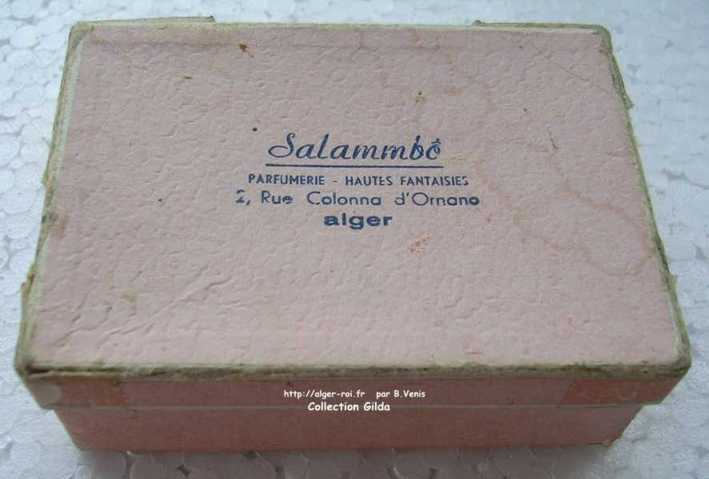 Salammbô
PARFUMERIE - HAUTES FANTAISIES
2, Rue Colonna d'Ornano
alger
http://alger-roi.fr par B.Venis
Collection Gilda